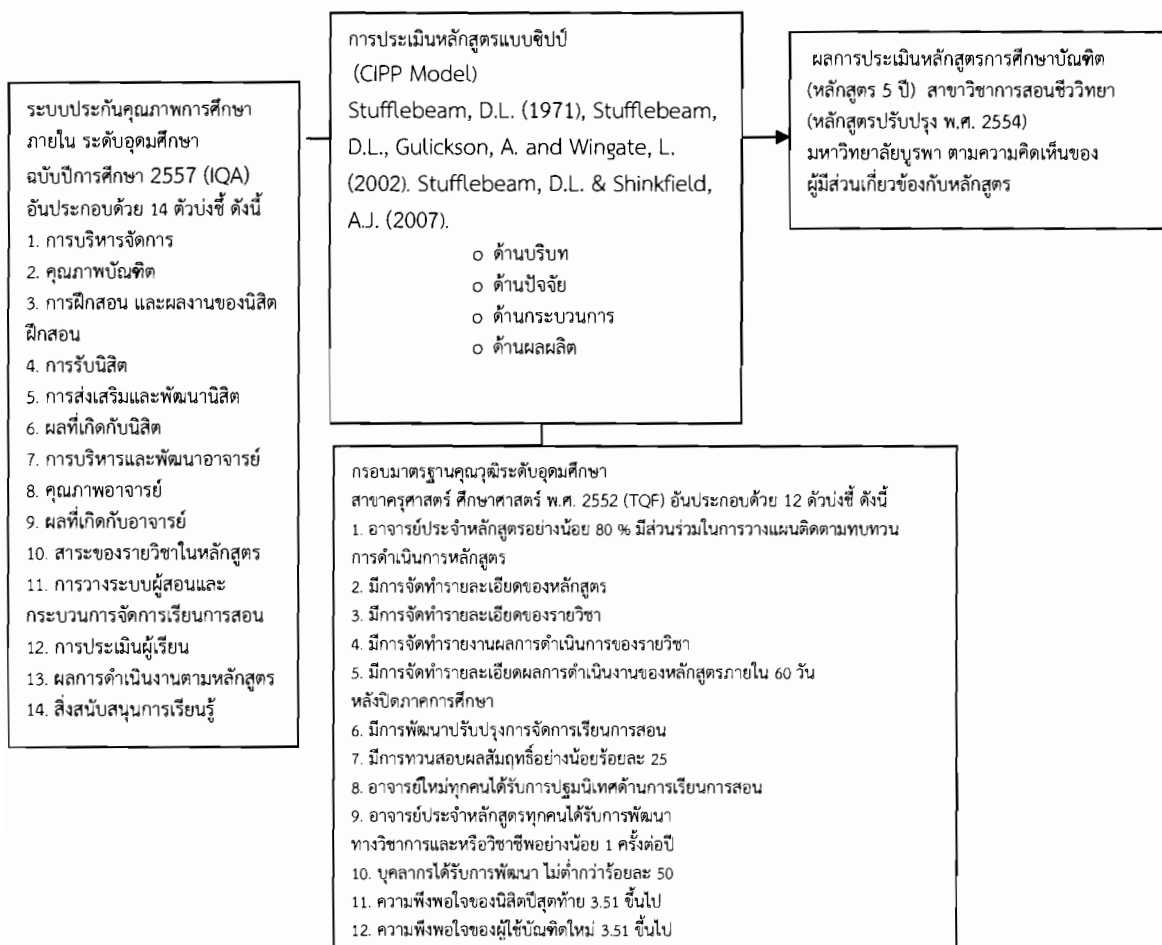 ระบบประกันคุณภาพการศึกษา
ภายใน ระดับอุดมศึกษา
ฉบับปีการศึกษา 2557 (IQA)
อันประกอบด้วย 14 ตัวบ่งชี้ ดังนี้
1. การบริหารจัดการ
2. คุณภาพบัณฑิต
3. การฝึกสอน และผลงานของนิสิต
ฝึกสอน
4. การรับนิสิต
5. การส่งเสริมและพัฒนานิสิต
6. ผลที่เกิดกับนิสิต
7. การบริหารและพัฒนาอาจารย์
8. คุณภาพอาจารย์
9. ผลที่เกิดกับอาจารย์
10. สาระของรายวิชาในหลักสูตร
11. การวางระบบผู้สอนและ
กระบวนการจัดการเรียนการสอน
12. การประเมินผู้เรียน
13. ผลการดำเนินงานตามหลักสูตร
14. สิ่งสนับสนุนการเรียนรู้
การประเมินหลักสูตรแบบซิปป์
(CIPP Model)
Stufflebeam, D.L. (1971), Stufflebeam,
D.L., Gulickson, A. and Wingate, L.
(2002). Stufflebeam, D.L. & Shinkfield,
A.J. (2007).
o ด้านบริบท
o ด้านปัจจัย
o ด้านกระบวนการ
o ด้านผลผลิต
ผลการประเมินหลักสูตรการศึกษาบัณฑิต
(หลักสูตร 5 ปี) สาขาวิชาการสอนชีววิทยา
(หลักสูตรปรับปรุง พ.ศ. 2554)
มหาวิทยาลัยบูรพา ตามความคิดเห็นของ
ผู้มีส่วนเกี่ยวข้องกับหลักสูตร
กรอบมาตรฐานคุณวุฒิระดับอุดมศึกษา
สาขาครุศาสตร์ ศึกษาศาสตร์ พ.ศ. 2552 (TQF) อันประกอบด้วย 12 ตัวบ่งชี้ ดังนี้
1. อาจารย์ประจำหลักสูตรอย่างน้อย 80 % มีส่วนร่วมในการวางแผนติดตามทบทวน
การดำเนินการหลักสูตร
2. มีการจัดทำรายละเอียดของหลักสูตร
3. มีการจัดทำรายละเอียดของรายวิชา
4. มีการจัดทำรายงานผลการดำเนินการของรายวิชา
5. มีการจัดทำรายละเอียดผลการดำเนินงานของหลักสูตรภายใน 60 วัน
หลังปิดภาคการศึกษา
6. มีการพัฒนาปรับปรุงการจัดการเรียนการสอน
7. มีการทวนสอบผลสัมฤทธิ์อย่างน้อยร้อยละ 25
8. อาจารย์ใหม่ทุกคนได้รับการปฐมนิเทศด้านการเรียนการสอน
9. อาจารย์ประจำหลักสูตรทุกคนได้รับการพัฒนา
ทางวิชาการและหรือวิชาชีพอย่างน้อย 1 ครั้งต่อปี
10. บุคลากรได้รับการพัฒนา ไม่ต่ำกว่าร้อยละ 50
11. ความพึงพอใจของนิสิตปีสุดท้าย 3.51 ขึ้นไป
12. ความพึงพอใจของผู้ใช้บัณฑิตใหม่ 3.51 ขึ้นไป